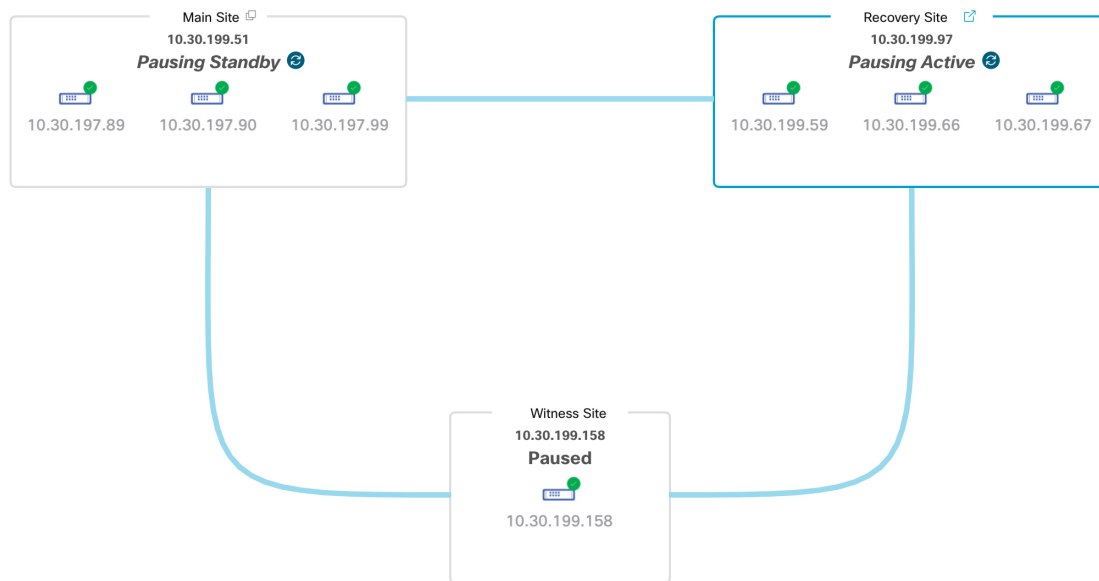 Main Site
10.30.199.51
Pausing Standby
10.30.197.89 10.30.197.90 10.30.197.99
Recovery Site
10.30.199.97
Pausing Active
10.30.199.59 10.30.199.66 10.30.199.67
Witness Site
10.30.199.158
Paused
10.30.199.158